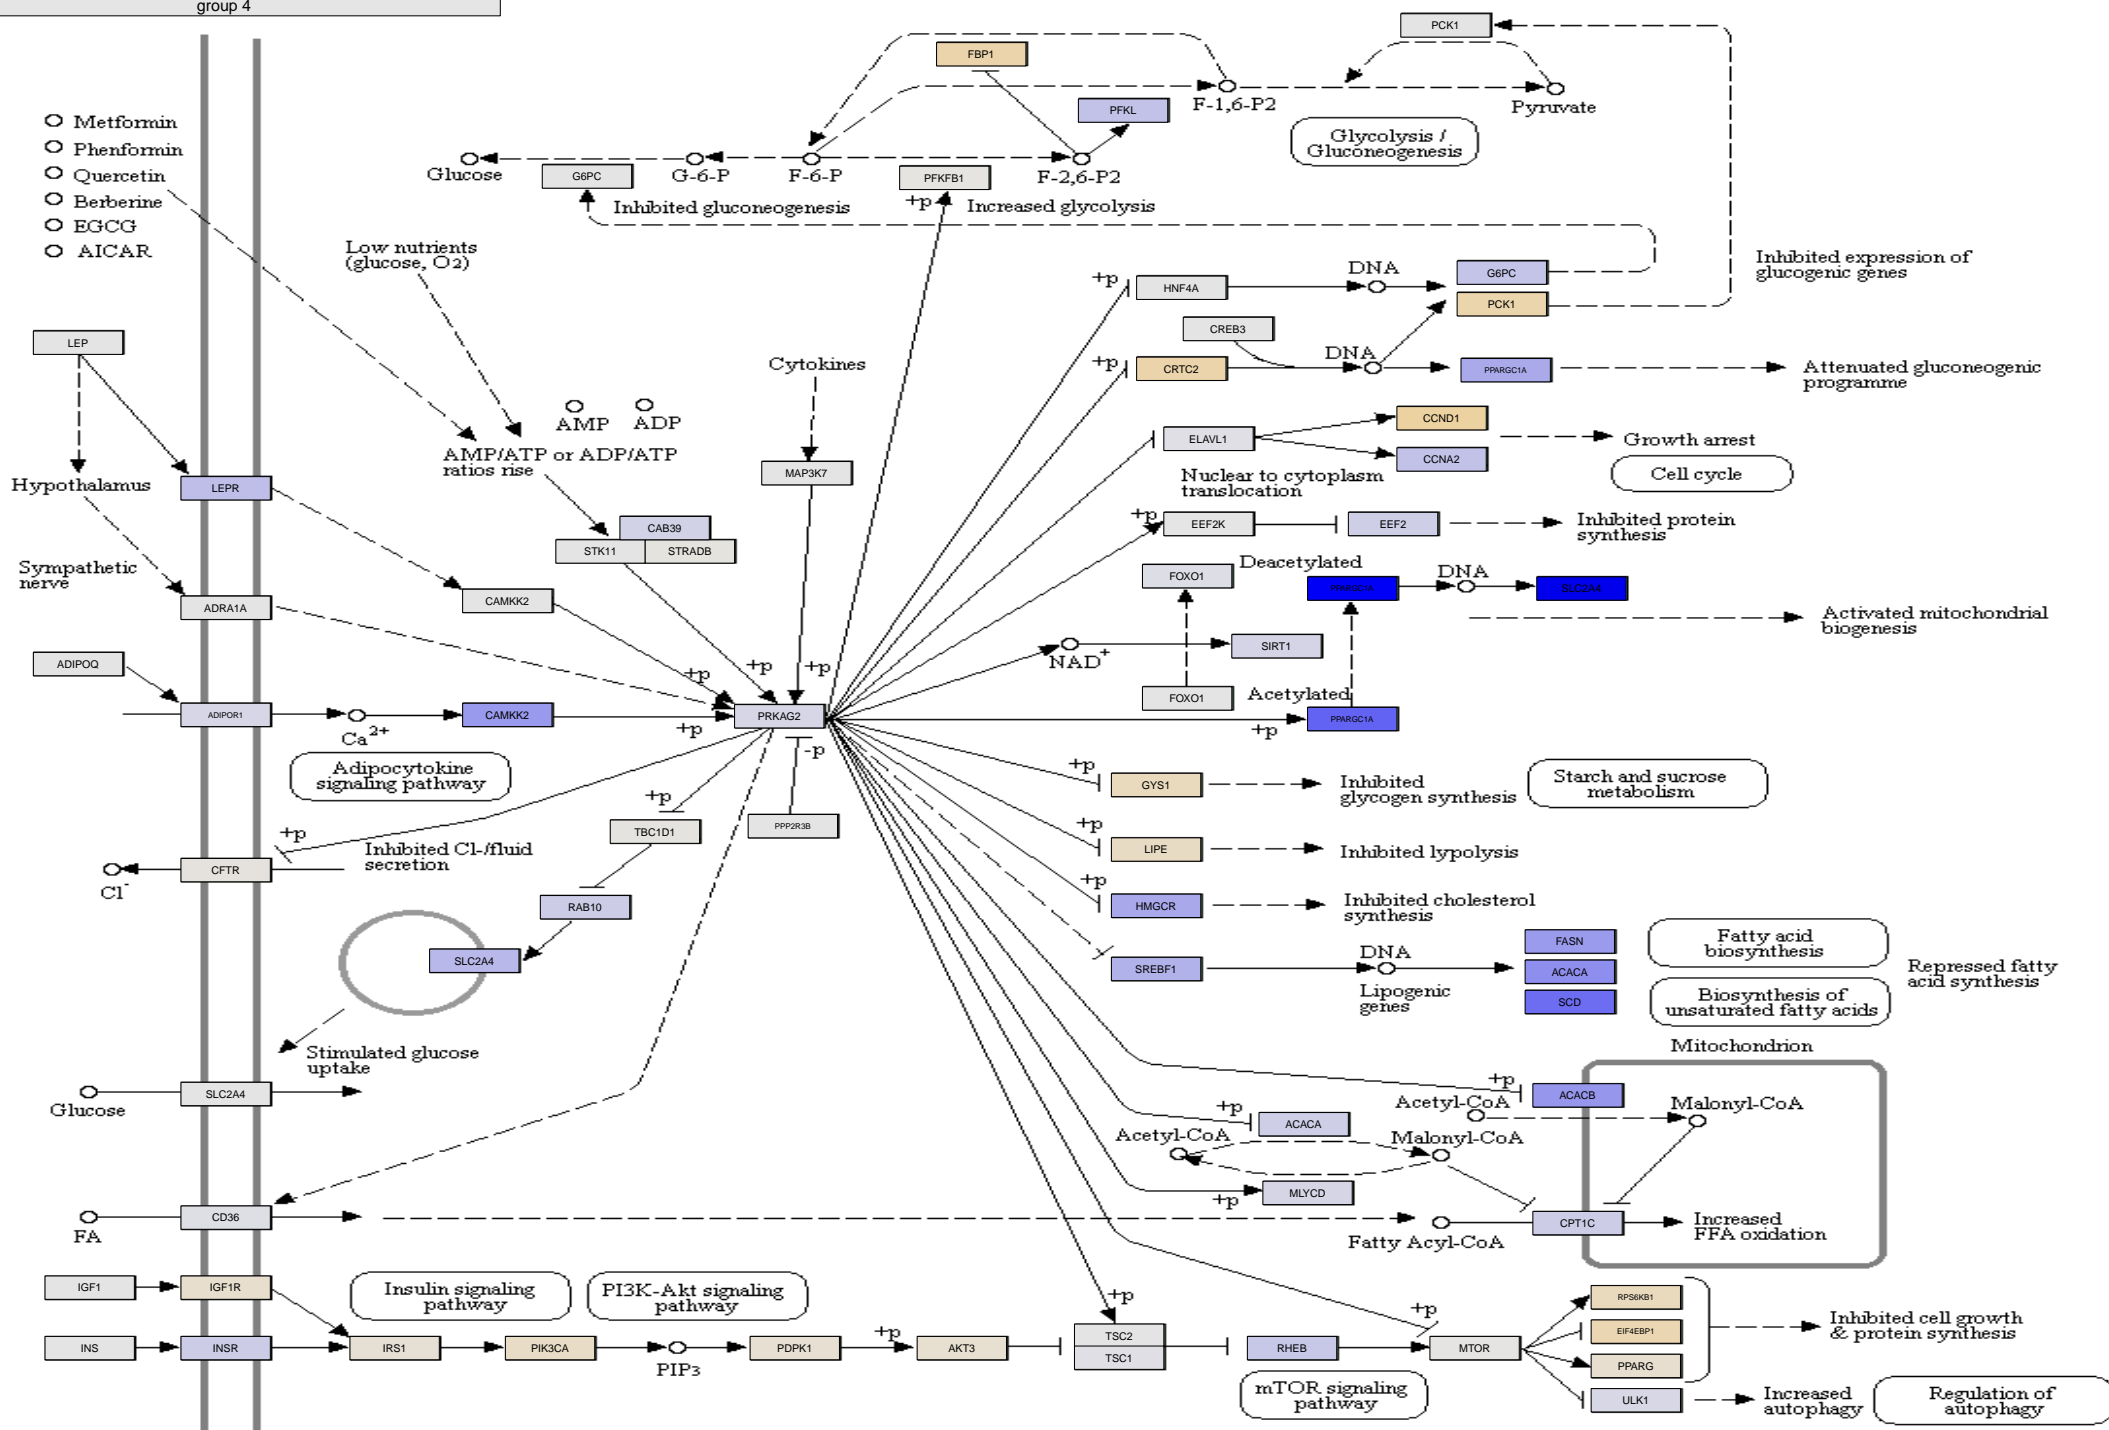 group 4
Metformin
Phenformin
Quercetin
Berberine
EGCG
AICAR
Low nutrients
(glucose, O2)
PCK1
FBP1
PFKL
F-1,6-P2
Pyruvate
Glycolysis /
Gluconeogenesis
Glucose
G6PC
G-6-P
F-6-P
PFKFB1
F-2,6-P2
+p
Inhibited gluconeogenesis
Increased glycolysis
Inhibited expression of
glucogenic genes
+p
HNF4A
DNA
G6PC
PCK1
CREB3
+p
CRTC2
DNA
PPARGC1A
Attenuated gluconeogenic
programme
LEP
Cytokines
AMP
ADP
AMP/ATP or ADP/ATP
ratios rise
MAP3K7
ELAVL1
CCND1
CCNA2
Growth arrest
Cell cycle
Nuclear to cytoplasm
translocation
Hypothalamus
LEPR
CAB39
STK11
STRADB
+p
EEF2K
EEF2
Inhibited protein
synthesis
Sympathetic
nerve
ADRA1A
CAMKK2
FOXO1
Deacetylated
PPARGC1A
DNA
SLC2A4
Activated mitochondrial
biogenesis
ADIPOQ
+p
+p
+p
NAD+
SIRT1
FOXO1
Acetylated
ADIPOR1
Ca2+
CAMKK2
+p
PRKAG2
+p
PPARGC1A
-p
Adipocytokine
signaling pathway
+p
GYS1
Inhibited
glycogen synthesis
Starch and sucrose
metabolism
+p
TBC1D1
PPP2R3B
+p
LIPE
Inhibited lypolysis
+p
Inhibited Cl-/fluid
secretion
CFTR
Cl-
RAB10
+p
HMGCR
Inhibited cholesterol
synthesis
SLC2A4
SREBF1
DNA
Lipogenic
genes
FASN
ACACA
SCD
Fatty acid
biosynthesis
Biosynthesis of
unsaturated fatty acids
Repressed fatty
acid synthesis
Stimulated glucose
uptake
Mitochondrion
Glucose
SLC2A4
+p
ACACB
Acetyl-CoA
Malonyl-CoA
+p
ACACA
Acetyl-CoA
Malonyl-CoA
+p
MLYCD
FA
CD36
Fatty Acyl-CoA
CPT1C
Increased
FFA oxidation
IGF1
IGF1R
Insulin signaling
pathway
PI3K-Akt signaling
pathway
+p
+p
RPS6KB1
EIF4EBP1
PPARG
ULK1
Inhibited cell growth
& protein synthesis
INS
INSR
IRS1
PIK3CA
PIP3
PDPK1
+p
AKT3
TSC2
TSC1
RHEB
MTOR
mTOR signaling
pathway
Increased
autophagy
Regulation of
autophagy